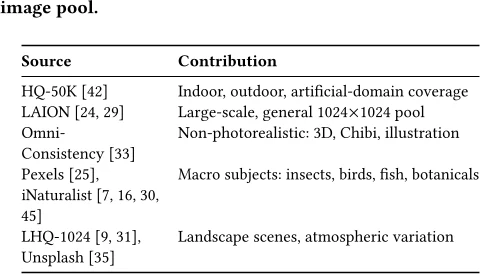 image pool.
Source Contribution
HQ-50K [42] Indoor, outdoor, artificial-domain coverage
LAION [24, 29] Large-scale, general 1024×1024 pool
Omni- Non-photorealistic: 3D, Chibi, illustration
Consistency [33]
Pexels [25], Macro subjects: insects, birds, fish, botanicals
iNaturalist [7, 16, 30,
45]
LHQ-1024 [9, 31], Landscape scenes, atmospheric variation
Unsplash [35]